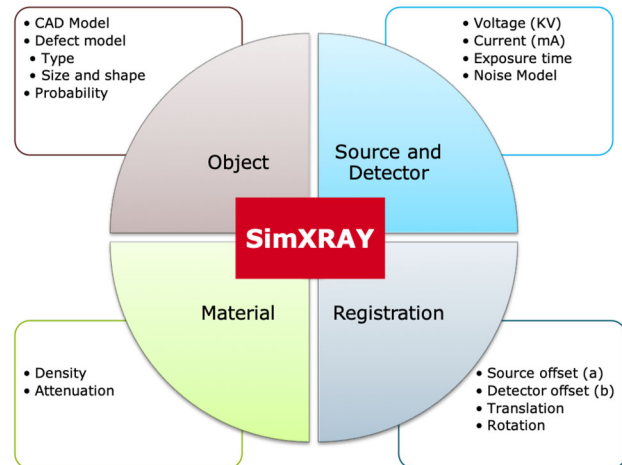 • CAD Model
• Defect model
• Type
• Size and shape
• Probability
• Voltage (KV)
• Current (mA)
• Exposure time
• Noise Model
Object
Source and
Detector
SimXRAY
Material
Registration
• Density
• Attenuation
• Source offset (a)
• Detector offset (b)
• Translation
• Rotation